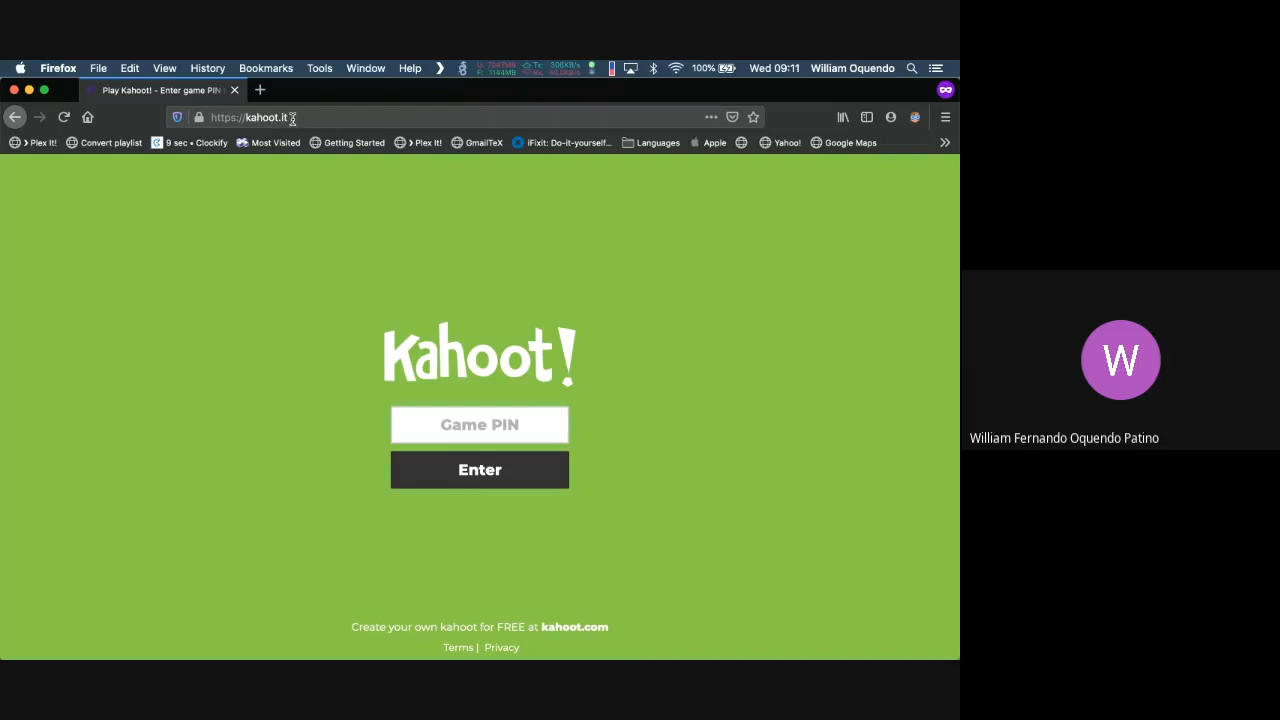 Firefox File Edit View History Bookmarks Tools Window Help 100% Wed 09:11 William Oquendo
Play Kahoot! - Enter game PIN
https://kahoot.it
> Plex It! Convert playlist 9 sec • Clockify Most Visited Getting Started > Plex It! GmailTeX iFixit: Do-it-yourself... Languages Apple Yahoo! Google Maps
Kahoot!
Game PIN
Enter
Create your own kahoot for FREE at kahoot.com
Terms | Privacy
W
William Fernando Oquendo Patino